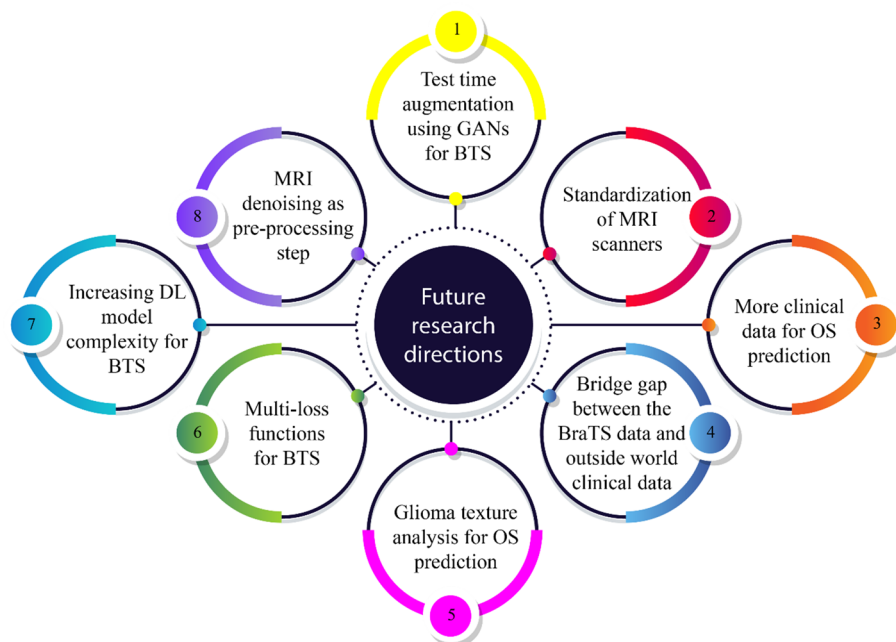 1
Test time
augmentation
using GANs
for BTS
2
Standardization
of MRI
scanners
3
More clinical
data for OS
prediction
4
Bridge gap
between the
BraTS data and
outside world
clinical data
5
Glioma texture
analysis for OS
prediction
6
Multi-loss
functions
for BTS
7
Increasing DL
model
complexity for
BTS
8
MRI
denoising as
pre-processing
step
Future
research
directions